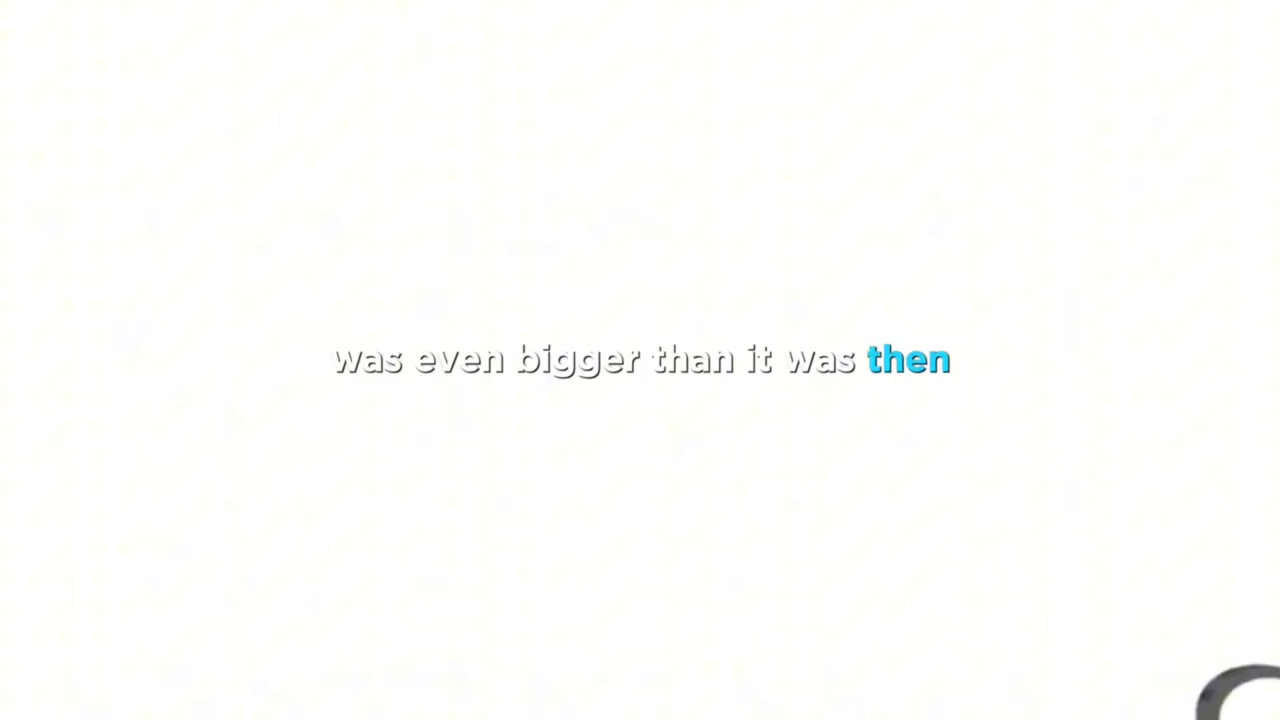 was even bigger than it was then